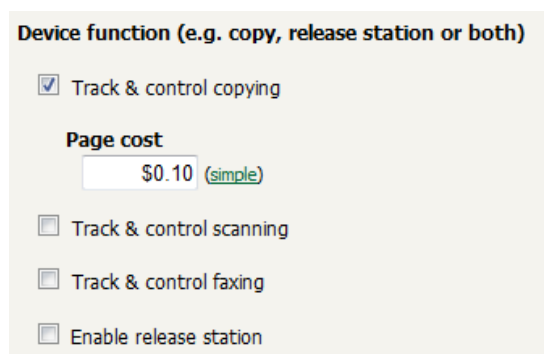 Device function (e.g. copy, release station or both)
Track & control copying
Page cost
$0.10 (simple)
Track & control scanning
Track & control faxing
Enable release station